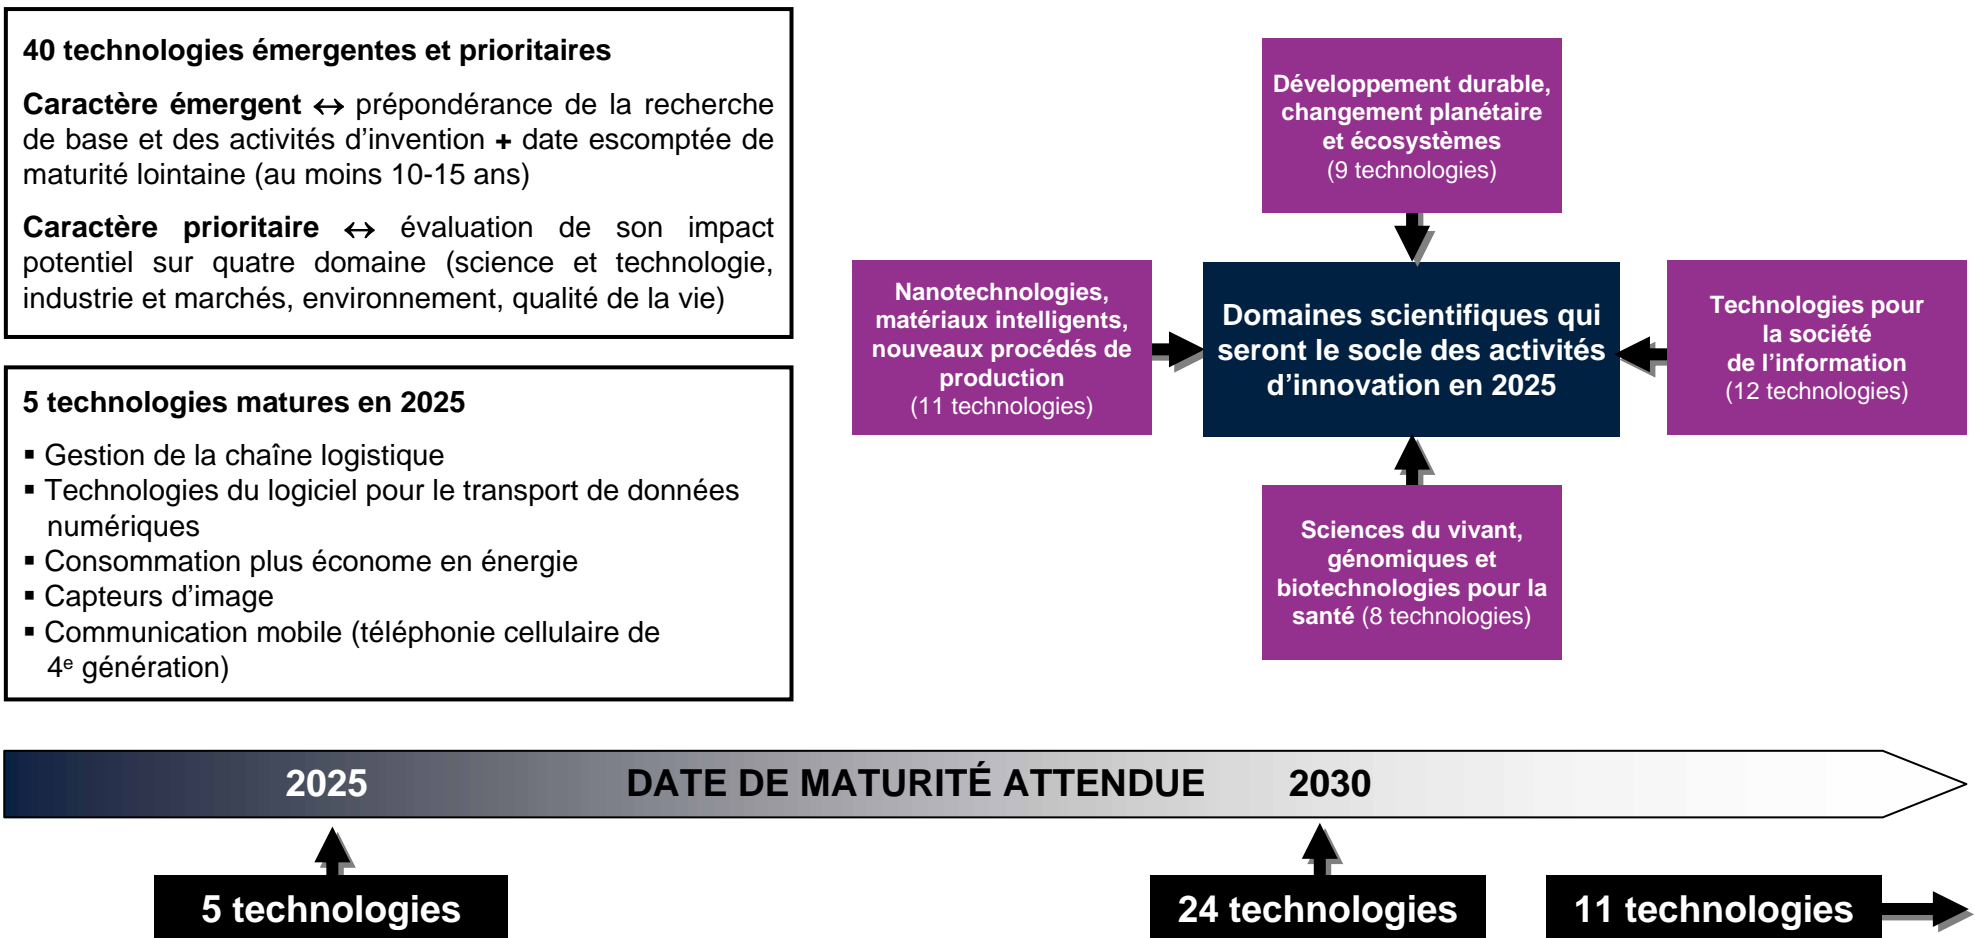 40 technologies émergentes et prioritaires
Caractère émergent ↔ prépondérance de la recherche
de base et des activités d’invention + date escomptée de
maturité lointaine (au moins 10-15 ans)
Caractère prioritaire ↔ évaluation de son impact
potentiel sur quatre domaine (science et technologie,
industrie et marchés, environnement, qualité de la vie)
5 technologies matures en 2025
▪ Gestion de la chaîne logistique
▪ Technologies du logiciel pour le transport de données
numériques
▪ Consommation plus économe en énergie
▪ Capteurs d’image
▪ Communication mobile (téléphonie cellulaire de
4e génération)
Développement durable,
changement planétaire
et écosystèmes
(9 technologies)
Nanotechnologies,
matériaux intelligents,
nouveaux procédés de
production
(11 technologies)
Domaines scientifiques qui
seront le socle des activités
d’innovation en 2025
Technologies pour
la société
de l’information
(12 technologies)
Sciences du vivant,
génomiques et
biotechnologies pour la
santé (8 technologies)
2025 DATE DE MATURITÉ ATTENDUE 2030
5 technologies
24 technologies
11 technologies